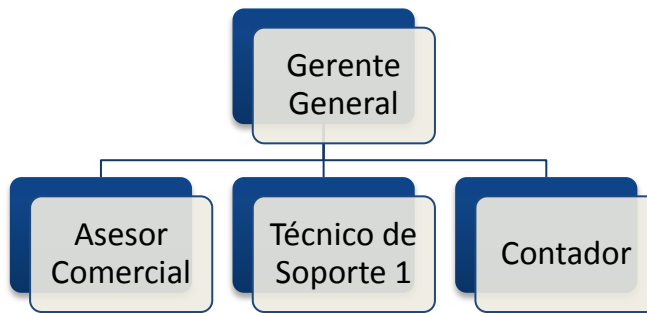 Gerente
General
Asesor
Comercial
Técnico de
Soporte 1
Contador